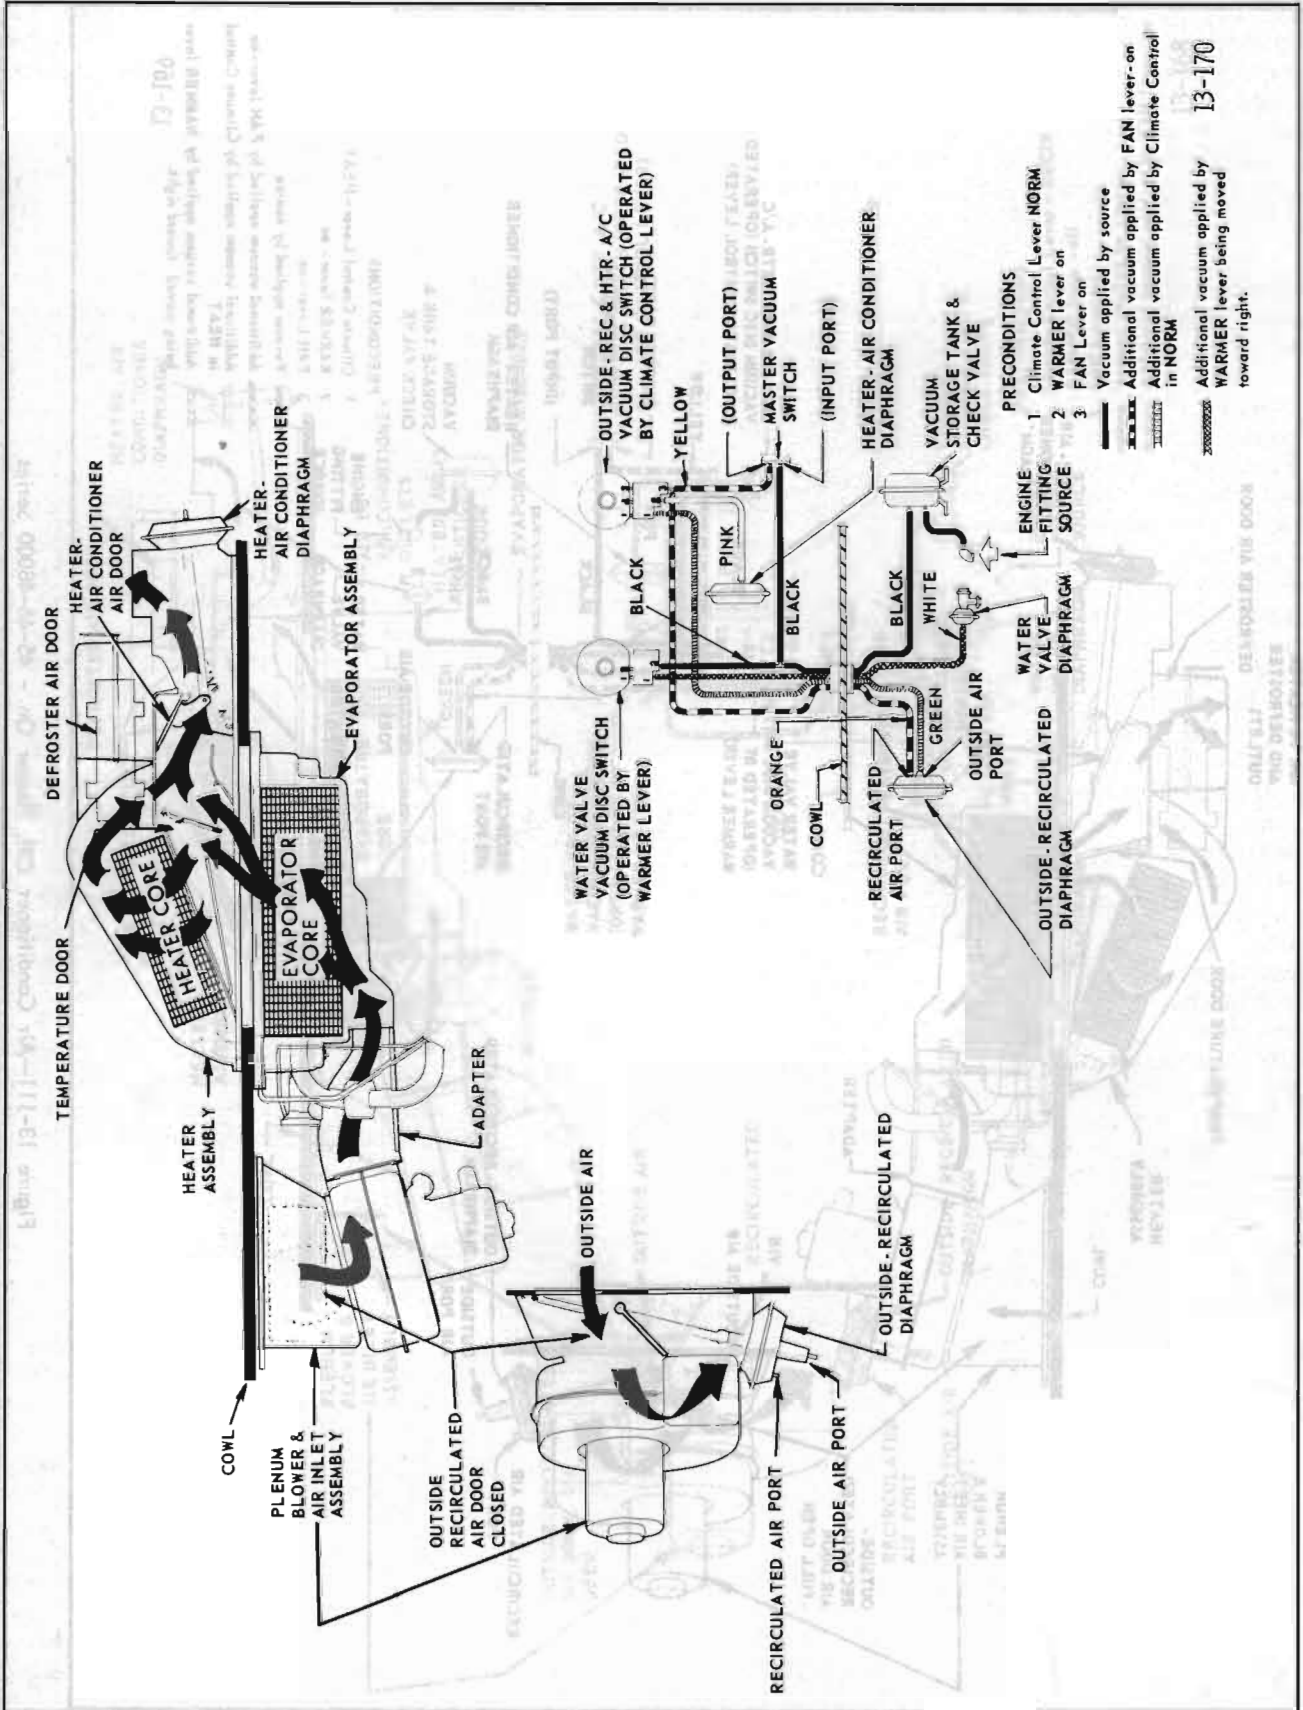 TEMPERATURE DOOR
DEFROSTER AIR DOOR
HEATER-
AIR CONDITIONER
AIR DOOR
HEATER
ASSEMBLY
HEATER CORE
EVAPORATOR
CORE
HEATER-
AIR CONDITIONER
DIAPHRAGM
EVAPORATOR ASSEMBLY
COWL
PLENUM
BLOWER &
AIR INLET
ASSEMBLY
ADAPTER
OUTSIDE
RECIRCULATED
AIR DOOR
CLOSED
OUTSIDE AIR
OUTSIDE-RECIRCULATED
DIAPHRAGM
RECIRCULATED AIR PORT
OUTSIDE AIR PORT
WATER VALVE
VACUUM DISC SWITCH
(OPERATED BY
WARMER LEVER)
BLACK
OUTSIDE-REC & HTR-A/C
VACUUM DISC SWITCH (OPERATED
BY CLIMATE CONTROL LEVER)
YELLOW
PINK
(OUTPUT PORT)
MASTER VACUUM
SWITCH
(INPUT PORT)
BLACK
ORANGE
COWL
HEATER-AIR CONDITIONER
DIAPHRAGM
RECIRCULATED
AIR PORT
GREEN
BLACK
WHITE
VACUUM
STORAGE TANK &
CHECK VALVE
OUTSIDE AIR
PORT
WATER
VALVE
DIAPHRAGM
ENGINE
FITTING
SOURCE
OUTSIDE-RECIRCULATED
DIAPHRAGM
PRECONDITIONS
1 Climate Control Lever NORM
2 WARMER lever on
3 FAN Lever on
Vacuum applied by source
Additional vacuum applied by FAN lever-on
Additional vacuum applied by Climate Control
in NORM
Additional vacuum applied by
WARMER lever being moved
toward right.
13-170